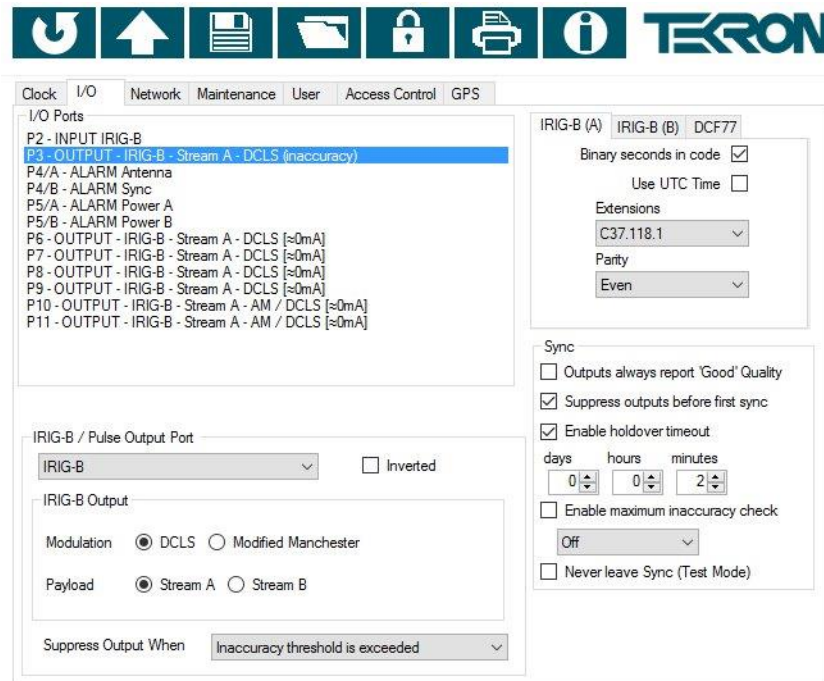 TEKRON
Clock I/O Network Maintenance User Access Control GPS
I/O Ports
P2 - INPUT IRIG-B
P3 - OUTPUT - IRIG-B - Stream A - DCLS (inaccuracy)
P4/A - ALARM Antenna
P4/B - ALARM Sync
P5/A - ALARM Power A
P5/B - ALARM Power B
P6 - OUTPUT - IRIG-B - Stream A - DCLS [≈0mA]
P7 - OUTPUT - IRIG-B - Stream A - DCLS [≈0mA]
P8 - OUTPUT - IRIG-B - Stream A - DCLS [≈0mA]
P9 - OUTPUT - IRIG-B - Stream A - DCLS [≈0mA]
P10 - OUTPUT - IRIG-B - Stream A - AM / DCLS [≈0mA]
P11 - OUTPUT - IRIG-B - Stream A - AM / DCLS [≈0mA]
IRIG-B / Pulse Output Port
IRIG-B Inverted
IRIG-B Output
Modulation DCLS Modified Manchester
Payload Stream A Stream B
Suppress Output When Inaccuracy threshold is exceeded
IRIG-B (A) IRIG-B (B) DCF77
Binary seconds in code
Use UTC Time
Extensions
C37.118.1
Parity
Even
Sync
Outputs always report 'Good' Quality
Suppress outputs before first sync
Enable holdover timeout
days hours minutes
0 0 2
Enable maximum inaccuracy check
Off
Never leave Sync (Test Mode)